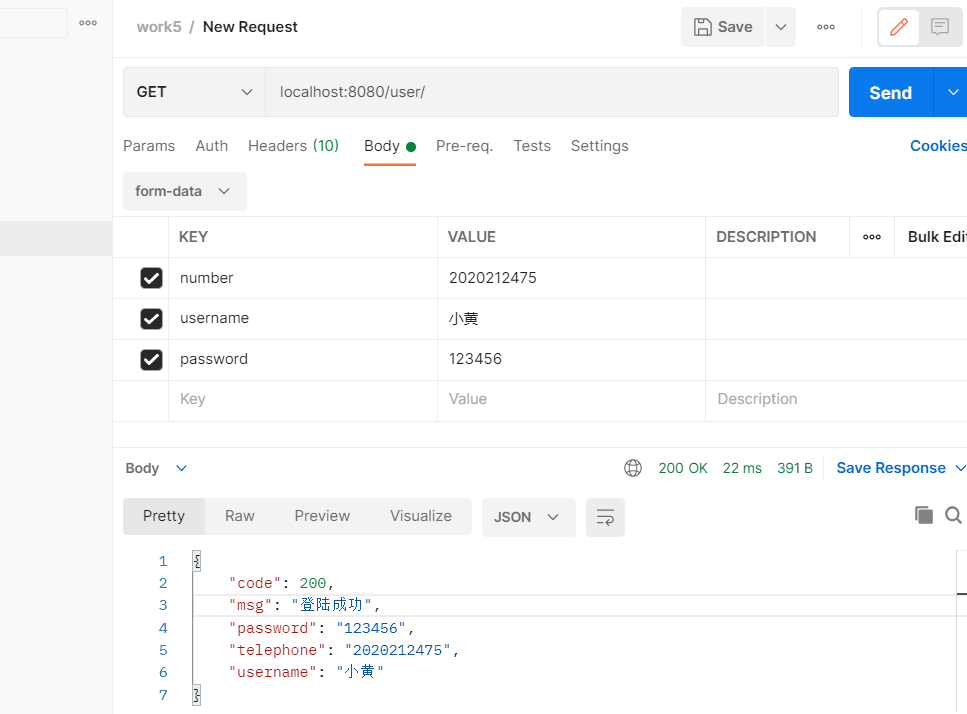 work5 / New Request Save
GET localhost:8080/user/ Send
Params Auth Headers (10) Body Pre-req. Tests Settings Cookies
form-data
KEY VALUE DESCRIPTION Bulk Edit
number 2020212475
username 小黄
password 123456
Key Value Description
Body 200 OK 22 ms 391 B Save Response
Pretty Raw Preview Visualize JSON
1 {
2 "code": 200,
3 "msg": "登陆成功",
4 "password": "123456",
5 "telephone": "2020212475",
6 "username": "小黄"
7 }